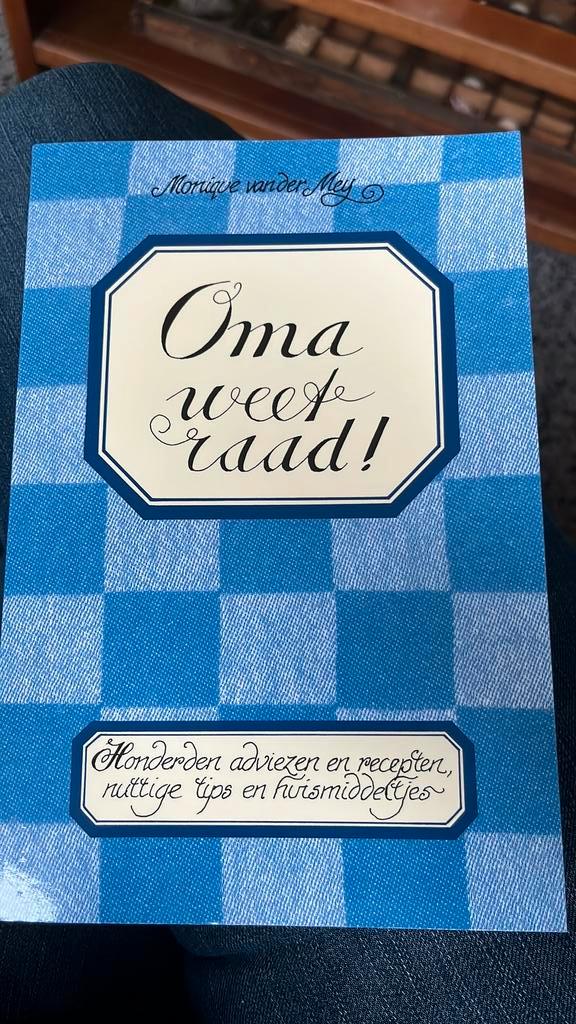 Monique van der Mey
Oma
weet
raad!
Honderden adviezen en recepten,
nuttige tips en huismiddeltjes